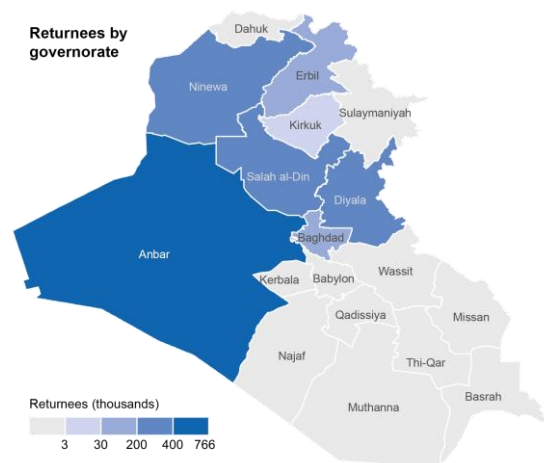 Returnees by
governorate
Dahuk
Ninewa
Erbil
Sulaymaniyah
Kirkuk
Salah al-Din
Diyala
Baghdad
Anbar
Kerbala
Babylon
Wassit
Qadissiya
Missan
Najaf
Thi-Qar
Basrah
Muthanna
Returnees (thousands)
3 30 200 400 766